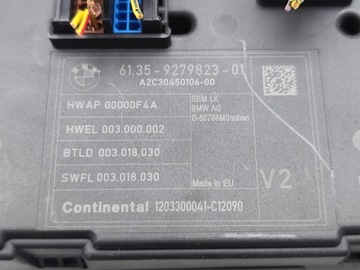 61.35 - 9279823 - 01
A2C30450106-00
HWAP 00000F4A
REM LK
BMW AG
D-80788München
HWEL 003.000.002
BTLD 003.018.030
SWFL 003.018.030
Made in EU
V2
Continental 1203300041-C12090